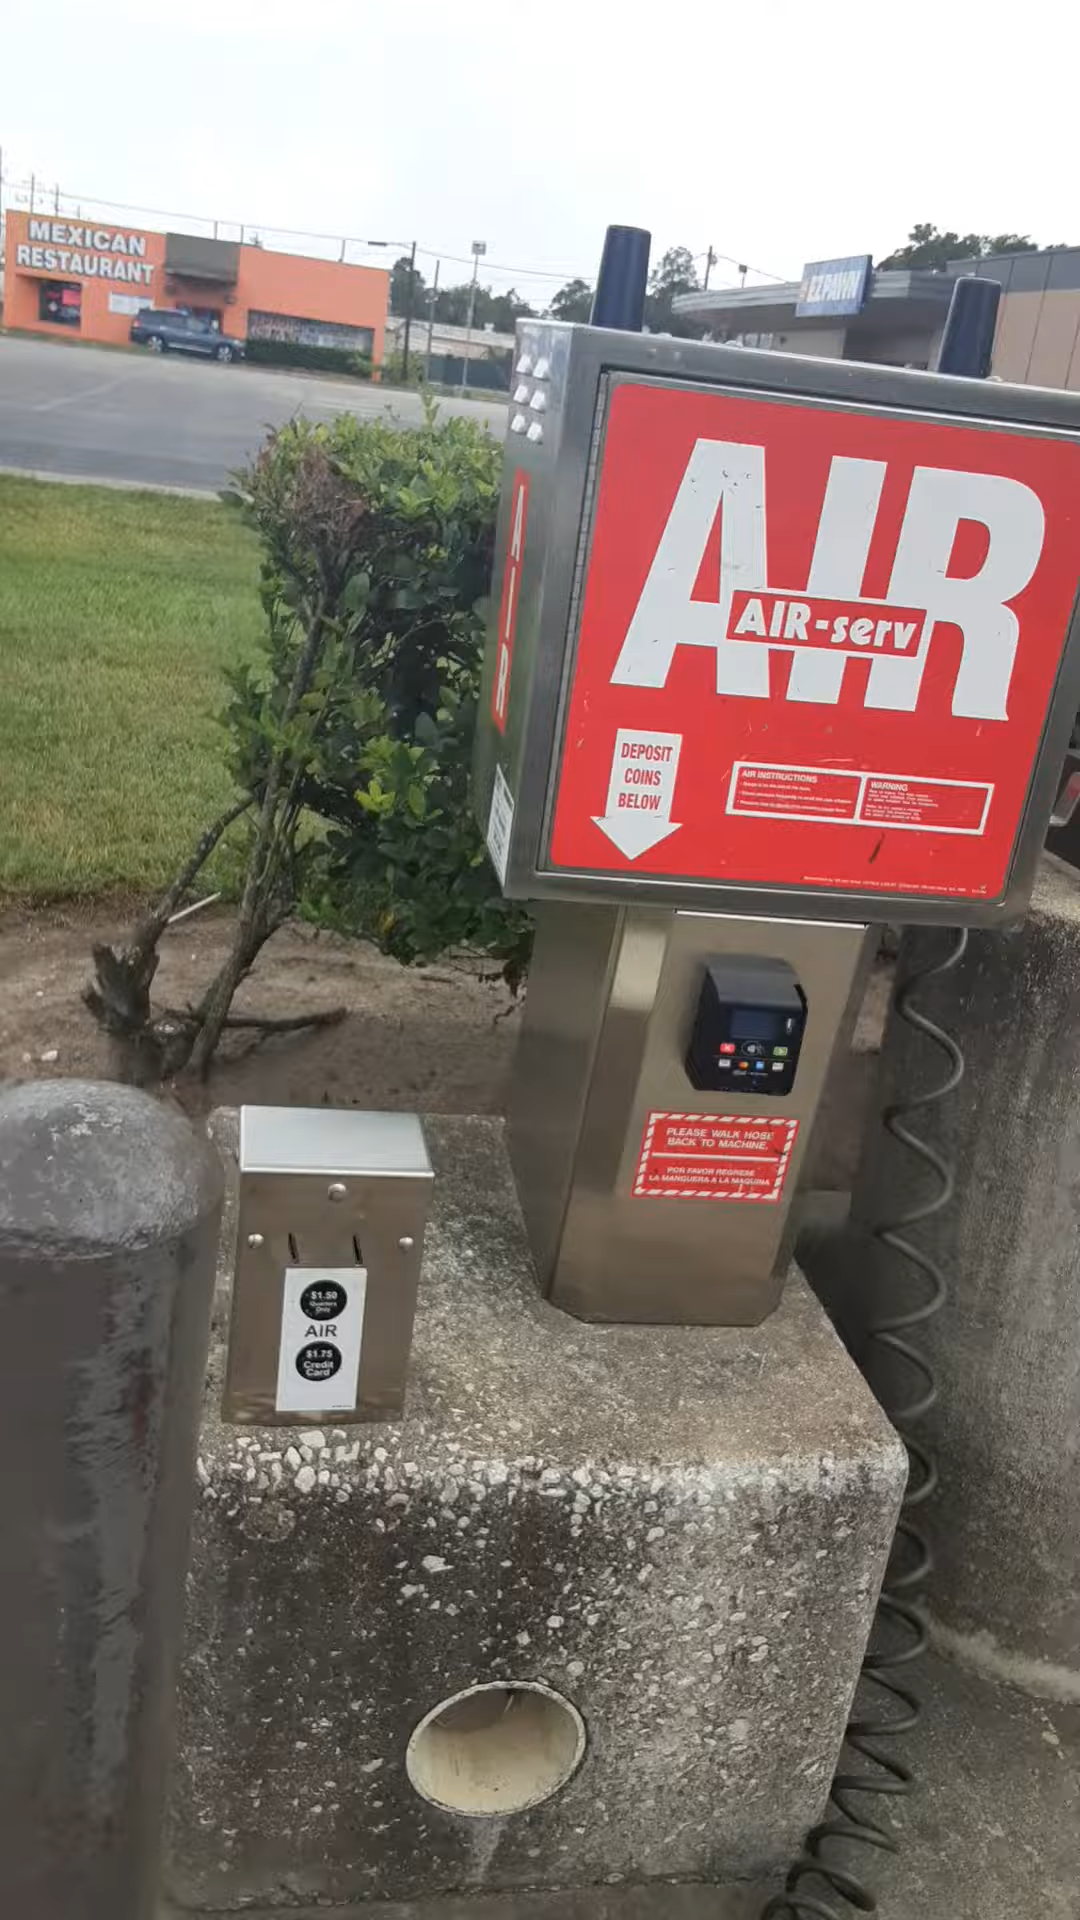 MEXICAN
RESTAURANT
EZPAWN
AIR
AIR
AIR-serv
DEPOSIT
COINS
BELOW
AIR INSTRUCTIONS
WARNING
PLEASE WALK HOSE
BACK TO MACHINE.
POR FAVOR REGRESE
LA MANGUERA A LA MAQUINA
$1.50
Quarters
Only
AIR
$1.75
Credit
Card